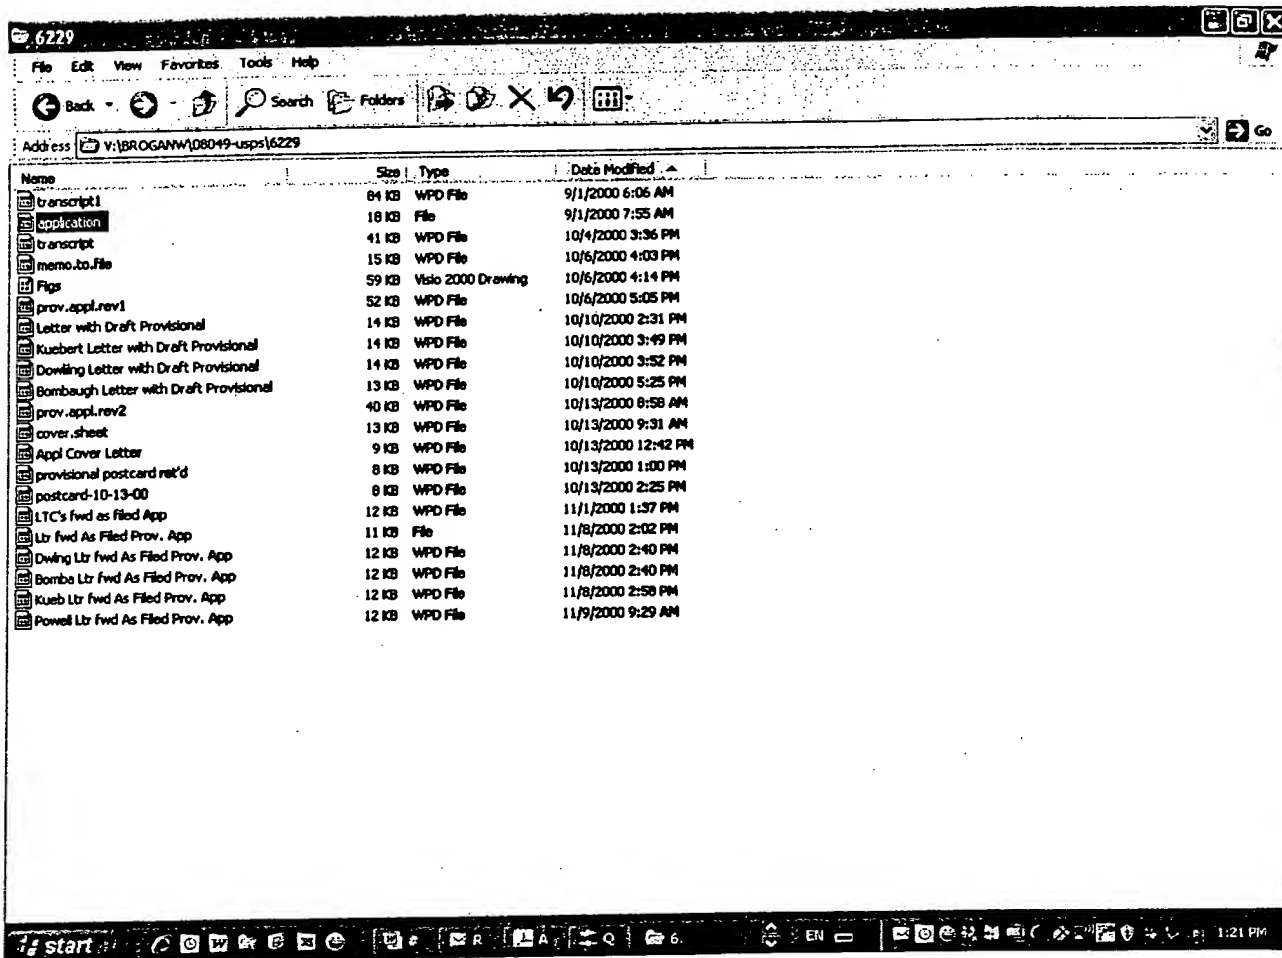 6229
File Edit View Favorites Tools Help
Back Search Folders
Address V:\BROGANW\08049-usps\6229 Go
Name Size Type Date Modified
transcript1 84 KB WPD File 9/1/2000 6:06 AM
application 18 KB File 9/1/2000 7:55 AM
transcript 41 KB WPD File 10/4/2000 3:36 PM
memo.to.file 15 KB WPD File 10/6/2000 4:03 PM
Figs 59 KB Visio 2000 Drawing 10/6/2000 4:14 PM
prov.appl.rev1 52 KB WPD File 10/6/2000 5:05 PM
Letter with Draft Provisional 14 KB WPD File 10/10/2000 2:31 PM
Kuebert Letter with Draft Provisional 14 KB WPD File 10/10/2000 3:49 PM
Dowling Letter with Draft Provisional 14 KB WPD File 10/10/2000 3:52 PM
Bombaugh Letter with Draft Provisional 13 KB WPD File 10/10/2000 5:25 PM
prov.appl.rev2 40 KB WPD File 10/13/2000 8:58 AM
cover.sheet 13 KB WPD File 10/13/2000 9:31 AM
Appl Cover Letter 9 KB WPD File 10/13/2000 12:42 PM
provisional postcard ret'd 8 KB WPD File 10/13/2000 1:00 PM
postcard-10-13-00 8 KB WPD File 10/13/2000 2:25 PM
LTC's fwd as filed App 12 KB WPD File 11/1/2000 1:37 PM
Ltr fwd As Filed Prov. App 11 KB File 11/8/2000 2:02 PM
Dwlng Ltr fwd As Filed Prov. App 12 KB WPD File 11/8/2000 2:40 PM
Bomba Ltr fwd As Filed Prov. App 12 KB WPD File 11/8/2000 2:40 PM
Kueb Ltr fwd As Filed Prov. App 12 KB WPD File 11/8/2000 2:58 PM
Powell Ltr fwd As Filed Prov. App 12 KB WPD File 11/9/2000 9:29 AM
start R A Q 6. EN 1:21 PM